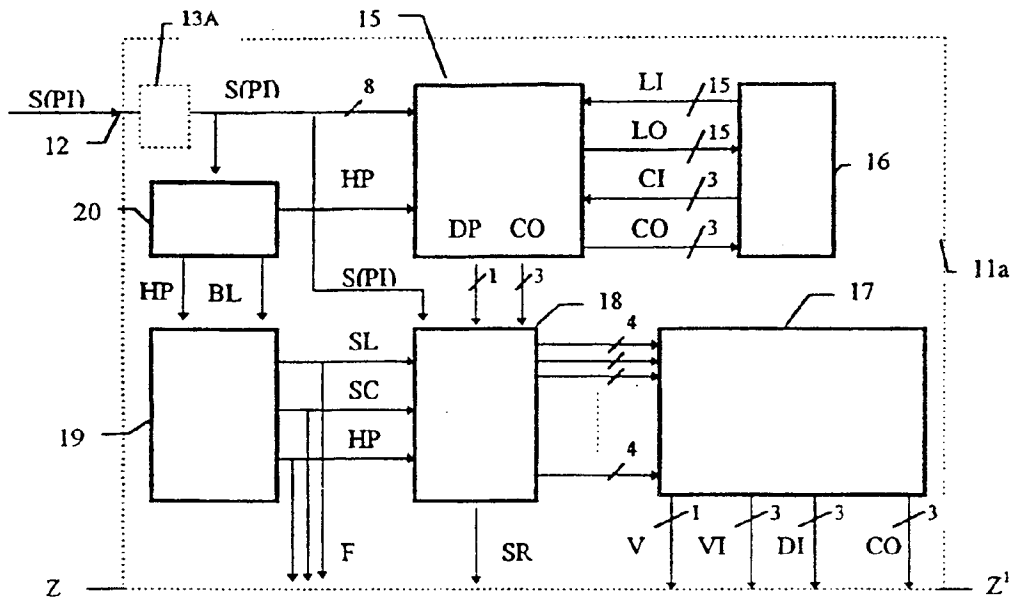 13A
15
S(PI)
S(PI)
8
LI
15
12
LO
15
HP
CI
3
16
20
DP CO
CO
3
HP BL
S(PI)
1
3
18
17
11a
SL
4
SC
19
HP
4
F
SR
V
1
VI
3
DI
3
CO
3
Z
Z¹